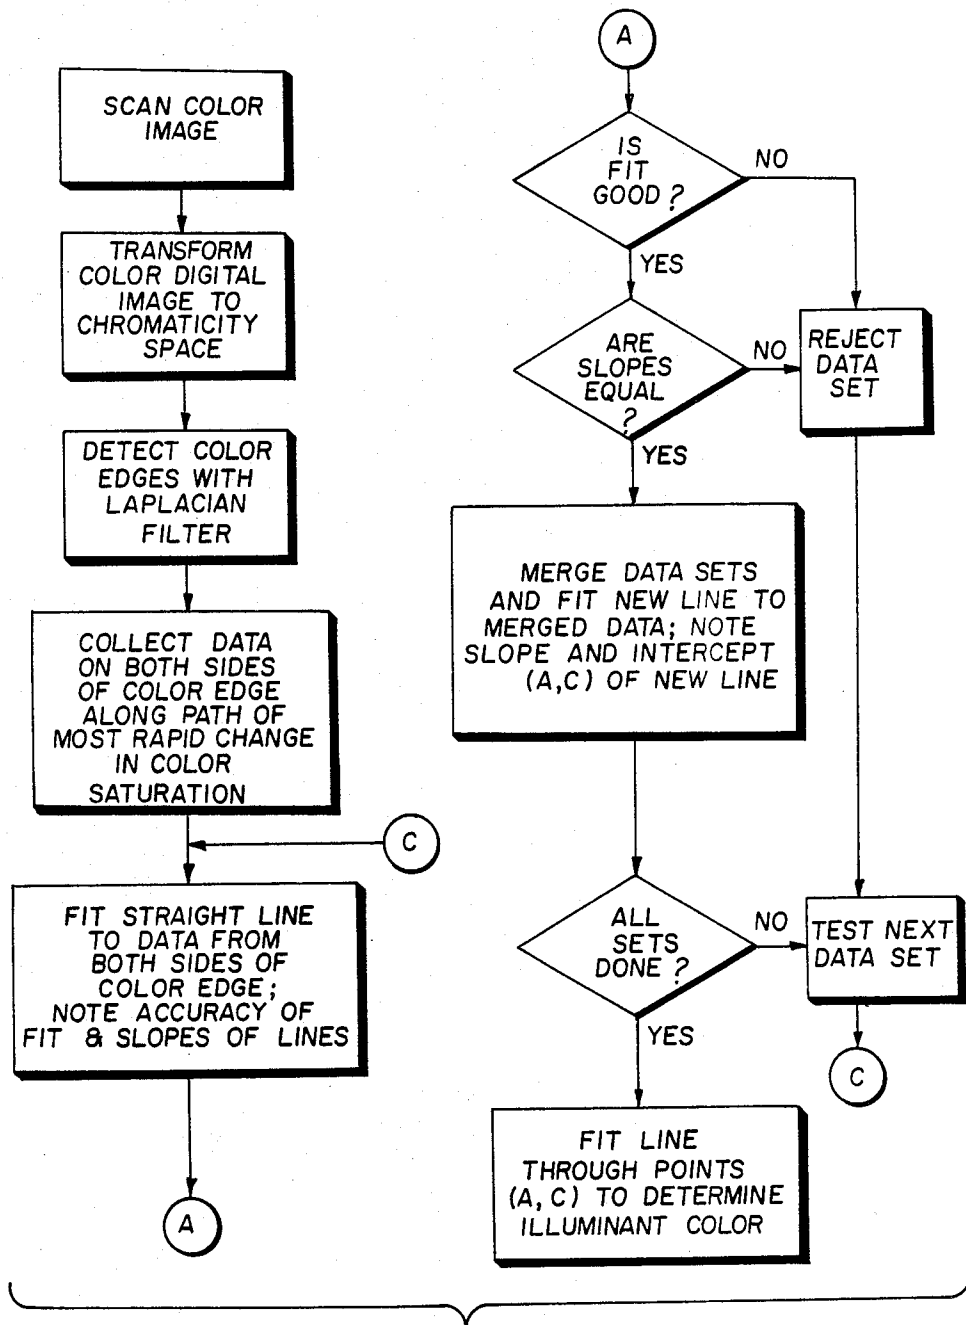 SCAN COLOR
IMAGE
TRANSFORM
COLOR DIGITAL
IMAGE TO
CHROMATICITY
SPACE
DETECT COLOR
EDGES WITH
LAPLACIAN
FILTER
COLLECT DATA
ON BOTH SIDES
OF COLOR EDGE
ALONG PATH OF
MOST RAPID CHANGE
IN COLOR
SATURATION
C
FIT STRAIGHT LINE
TO DATA FROM
BOTH SIDES OF
COLOR EDGE;
NOTE ACCURACY OF
FIT & SLOPES OF LINES
A
A
IS
FIT
GOOD?
NO
YES
ARE
SLOPES
EQUAL
?
NO
YES
REJECT
DATA
SET
MERGE DATA SETS
AND FIT NEW LINE TO
MERGED DATA; NOTE
SLOPE AND INTERCEPT
(A,C) OF NEW LINE
ALL
SETS
DONE?
NO
YES
TEST NEXT
DATA SET
C
FIT LINE
THROUGH POINTS
(A,C) TO DETERMINE
ILLUMINANT COLOR